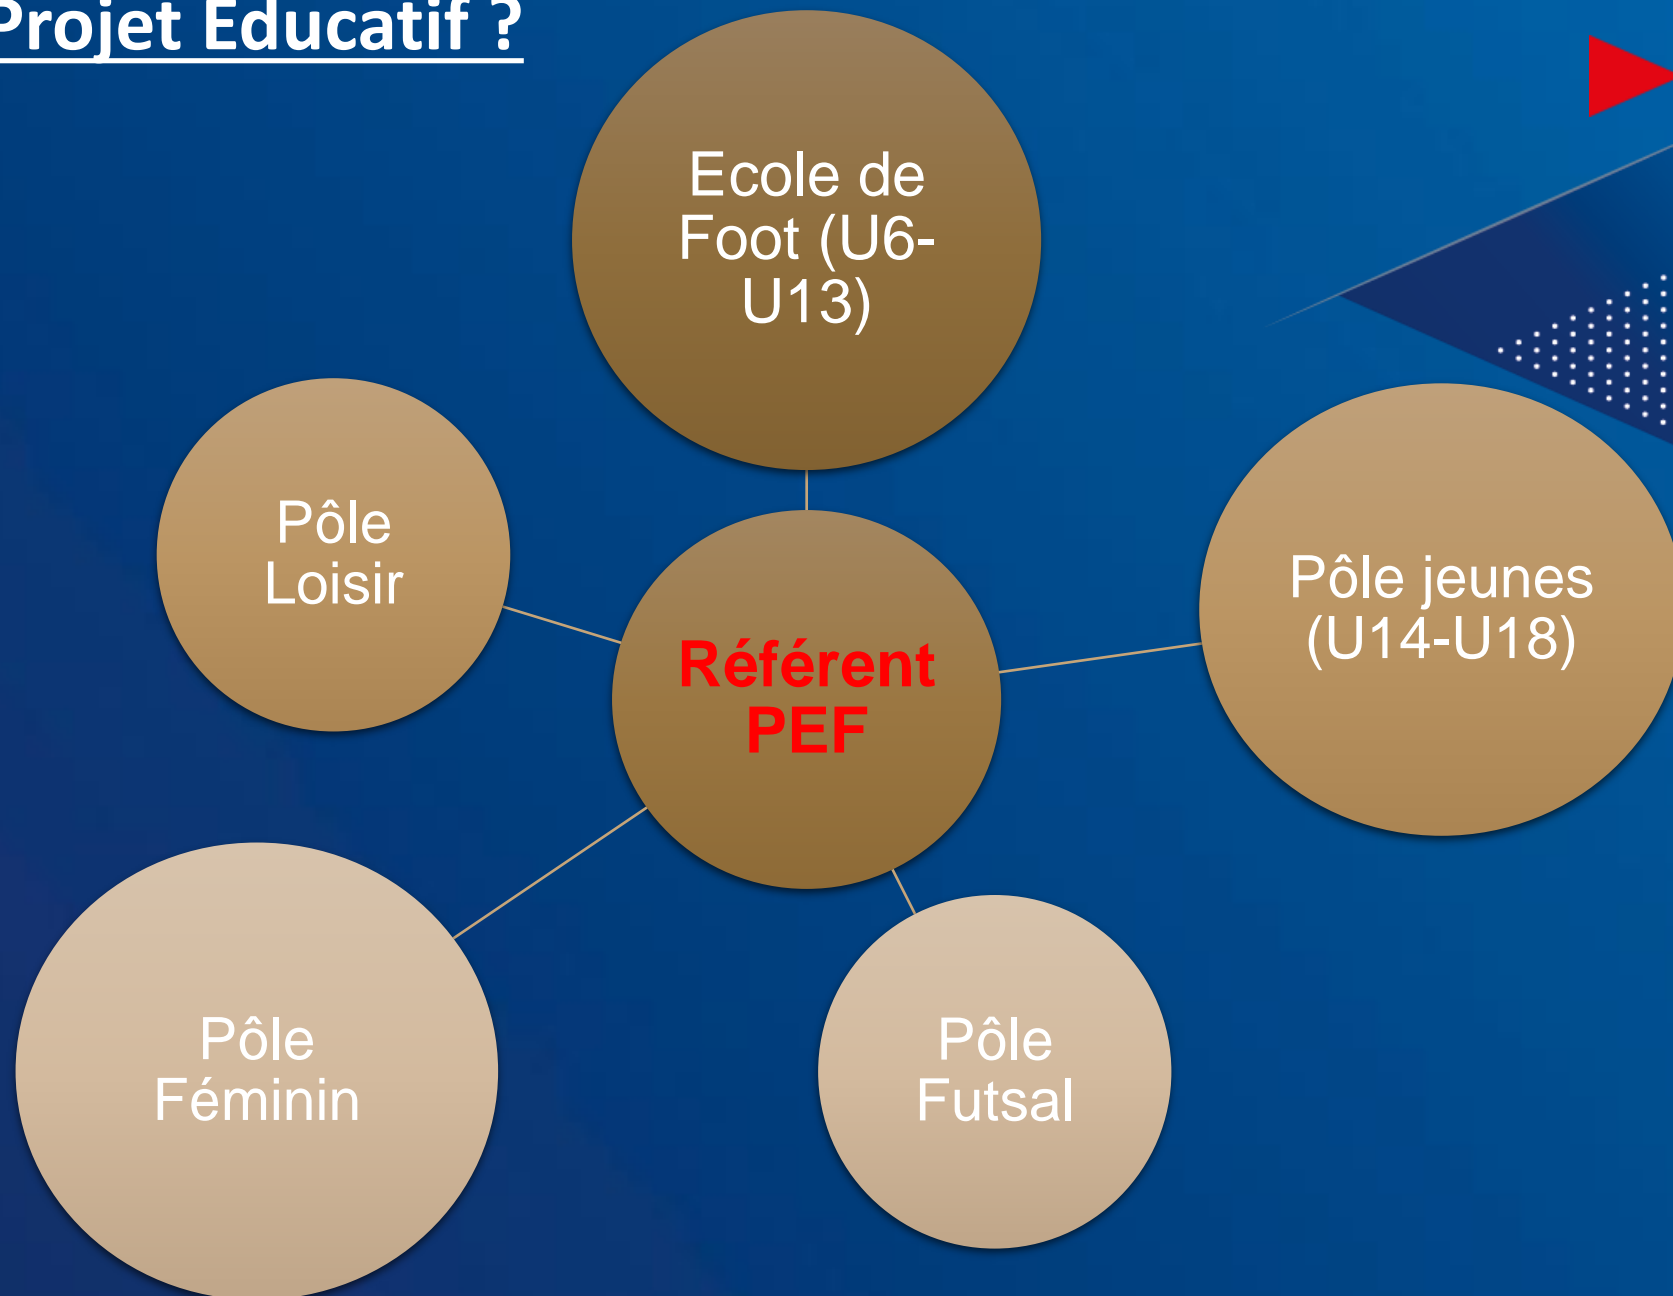 Projet Educatif ?
Ecole de
Foot (U6-
U13)
Pôle
Loisir
Pôle jeunes
(U14-U18)
Référent
PEF
Pôle
Féminin
Pôle
Futsal